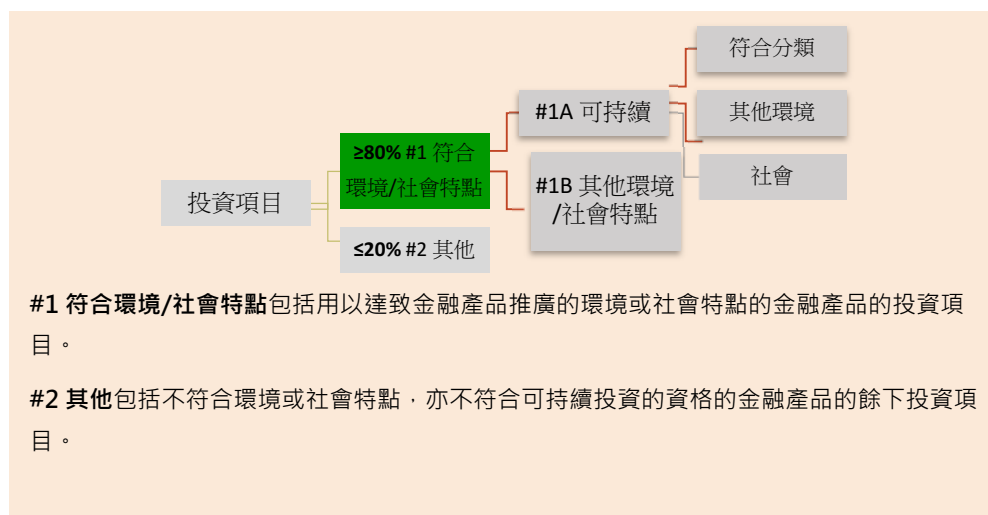 符合分類
#1A 可持續
其他環境
≥80% #1 符合
環境/社會特點
社會
#1B 其他環境
/社會特點
投資項目
≤20% #2 其他
#1 符合環境/社會特點包括用以達致金融產品推廣的環境或社會特點的金融產品的投資項
目。
#2 其他包括不符合環境或社會特點，亦不符合可持續投資的資格的金融產品的餘下投資項
目。